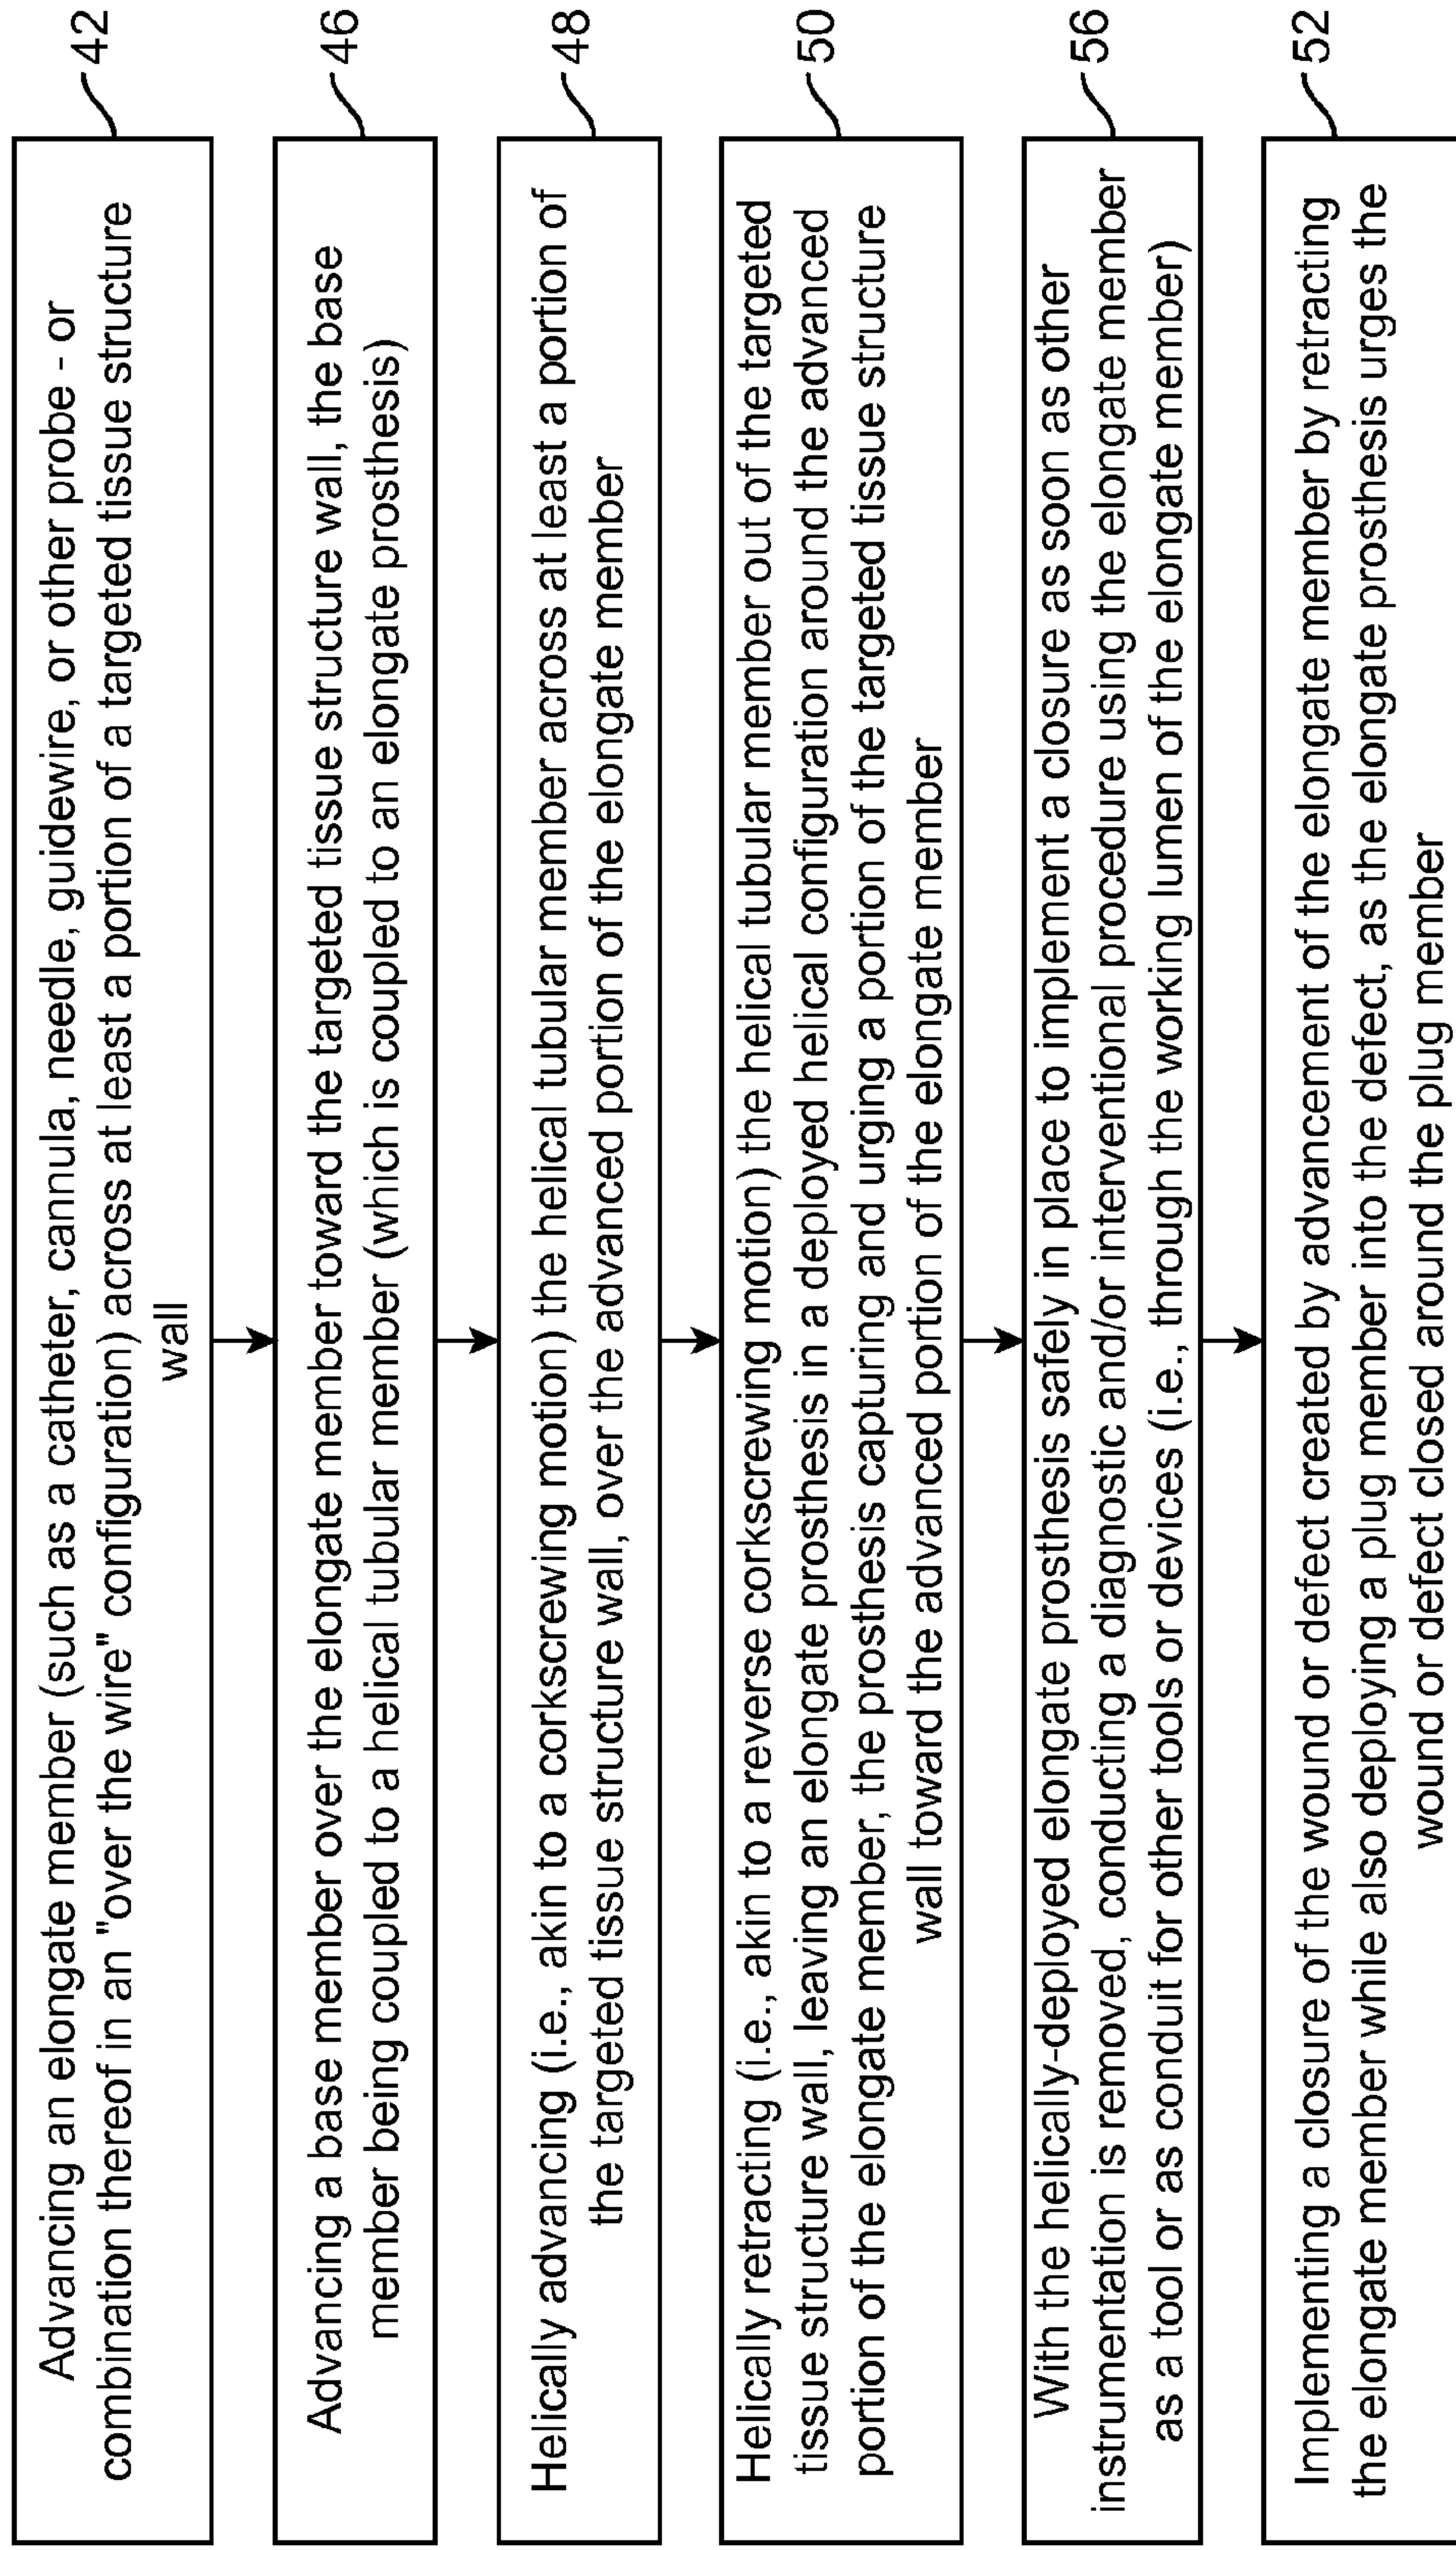 Advancing an elongate member (such as a catheter, cannula, needle, guidewire, or other probe - or
combination thereof in an "over the wire" configuration) across at least a portion of a targeted tissue structure
wall
42
Advancing a base member over the elongate member toward the targeted tissue structure wall, the base
member being coupled to a helical tubular member (which is coupled to an elongate prosthesis)
46
Helically advancing (i.e., akin to a corkscrewing motion) the helical tubular member across at least a portion of
the targeted tissue structure wall, over the advanced portion of the elongate member
48
Helically retracting (i.e., akin to a reverse corkscrewing motion) the helical tubular member out of the targeted
tissue structure wall, leaving an elongate prosthesis in a deployed helical configuration around the advanced
portion of the elongate member, the prosthesis capturing and urging a portion of the targeted tissue structure
wall toward the advanced portion of the elongate member
50
With the helically-deployed elongate prosthesis safely in place to implement a closure as soon as other
instrumentation is removed, conducting a diagnostic and/or interventional procedure using the elongate member
as a tool or as conduit for other tools or devices (i.e., through the working lumen of the elongate member)
56
Implementing a closure of the wound or defect created by advancement of the elongate member by retracting
the elongate member while also deploying a plug member into the defect, as the elongate prosthesis urges the
wound or defect closed around the plug member
52